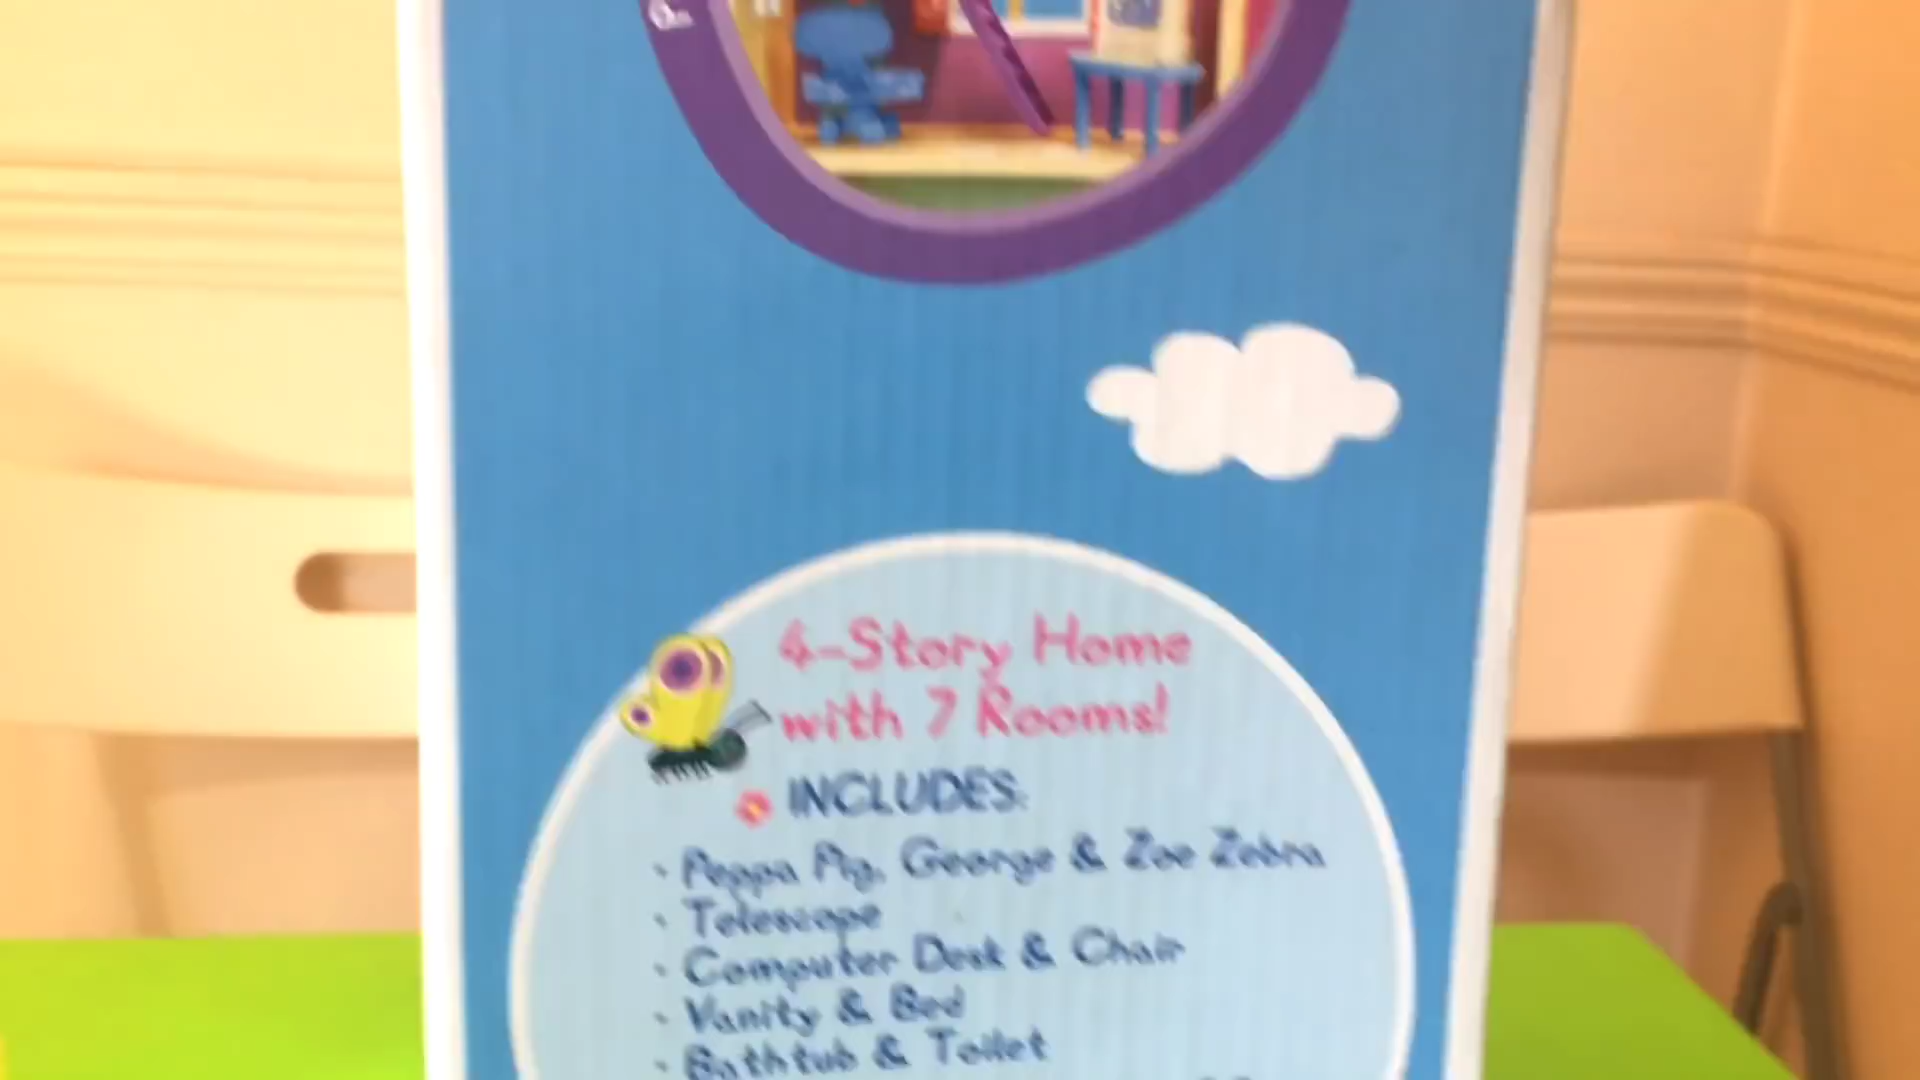 4-Story Home
with 7 Rooms!
INCLUDES:
• Peppa Pig, George & Zoe Zebra
• Telescope
• Computer Desk & Chair
• Vanity & Bed
• Bathtub & Toilet